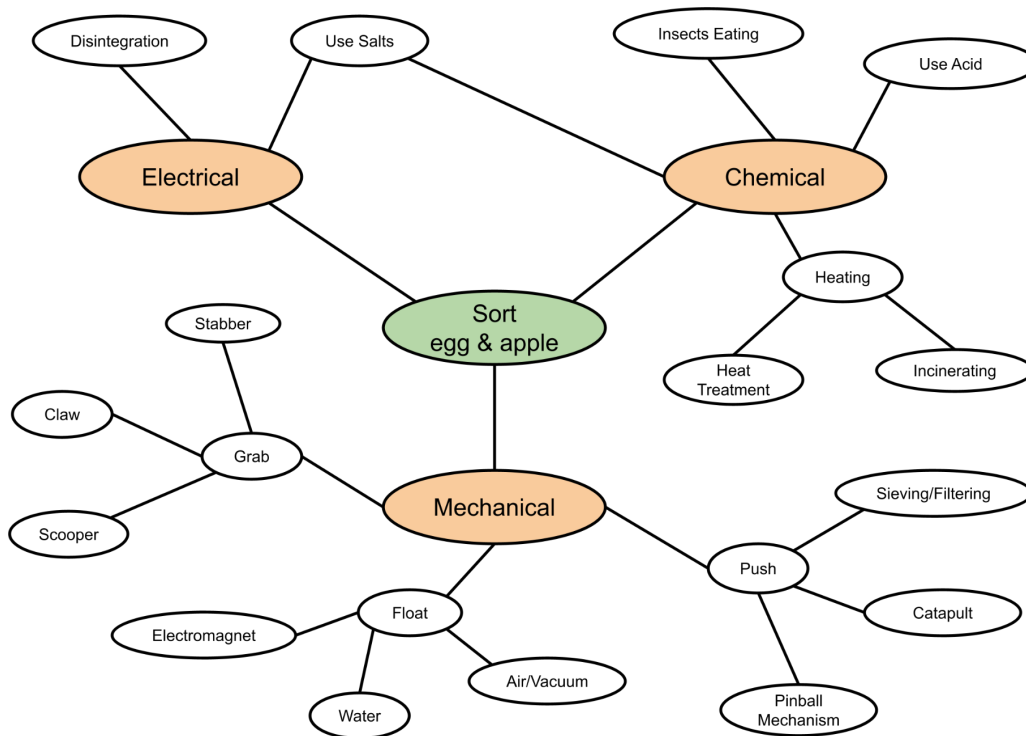 Disintegration
Use Salts
Insects Eating
Use Acid
Electrical
Chemical
Heating
Sort
egg & apple
Stabber
Heat
Treatment
Incinerating
Claw
Grab
Mechanical
Sieving/Filtering
Scooper
Push
Float
Catapult
Electromagnet
Air/Vacuum
Water
Pinball
Mechanism